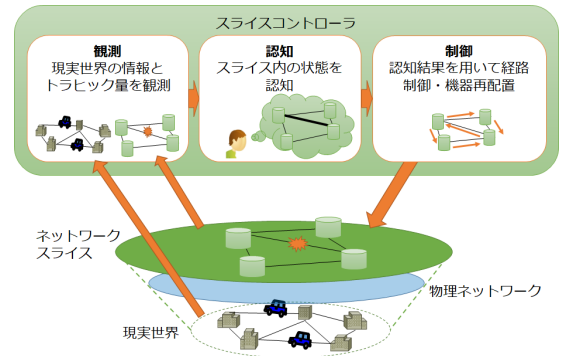 スライスコントローラ
観測
現実世界の情報と
トラヒック量を観測
認知
スライス内の状態を
認知
制御
認知結果を用いて経路
制御・機器再配置
ネットワーク
スライス
物理ネットワーク
現実世界